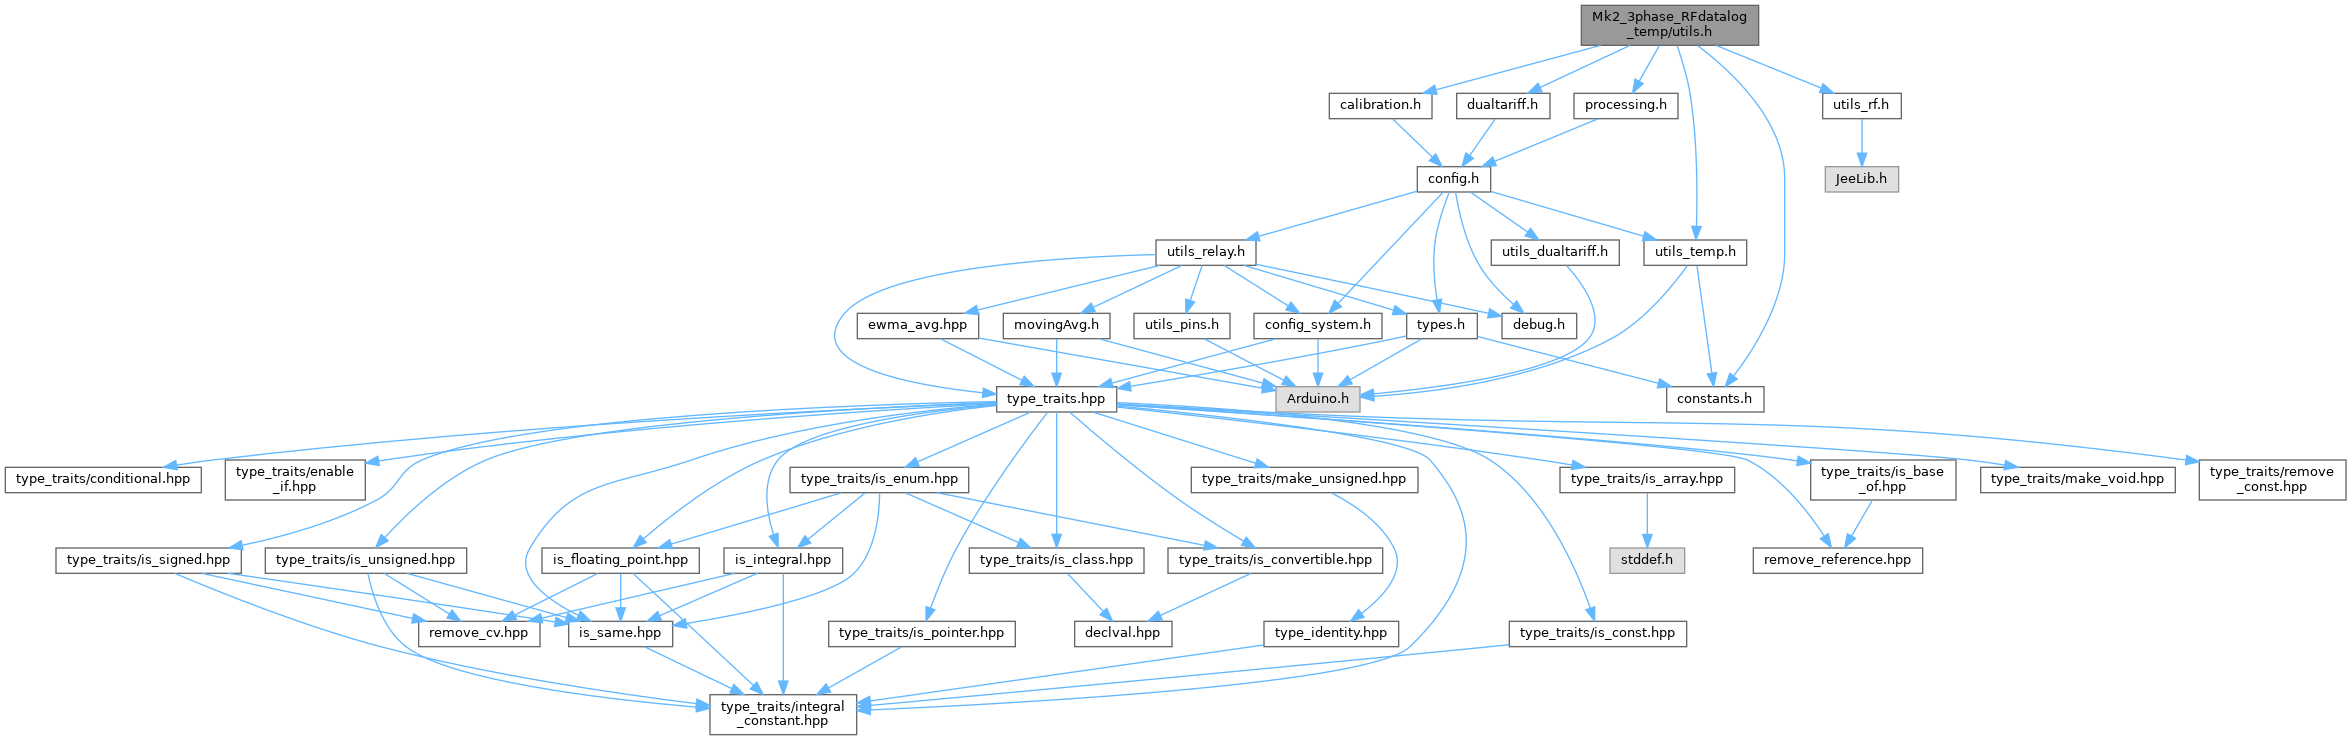 Mk2_3phase_RFdatalog
_temp/utils.h
calibration.h
dualtariff.h
processing.h
utils_rf.h
config.h
JeeLib.h
utils_relay.h
utils_dualtariff.h
utils_temp.h
ewma_avg.hpp
movingAvg.h
utils_pins.h
config_system.h
types.h
debug.h
type_traits.hpp
Arduino.h
constants.h
type_traits/conditional.hpp
type_traits/enable
_if.hpp
type_traits/is_enum.hpp
type_traits/make_unsigned.hpp
type_traits/is_array.hpp
type_traits/is_base
_of.hpp
type_traits/make_void.hpp
type_traits/remove
_const.hpp
type_traits/is_signed.hpp
type_traits/is_unsigned.hpp
is_floating_point.hpp
is_integral.hpp
type_traits/is_class.hpp
type_traits/is_convertible.hpp
stddef.h
remove_reference.hpp
remove_cv.hpp
is_same.hpp
type_traits/is_pointer.hpp
declval.hpp
type_identity.hpp
type_traits/is_const.hpp
type_traits/integral
_constant.hpp